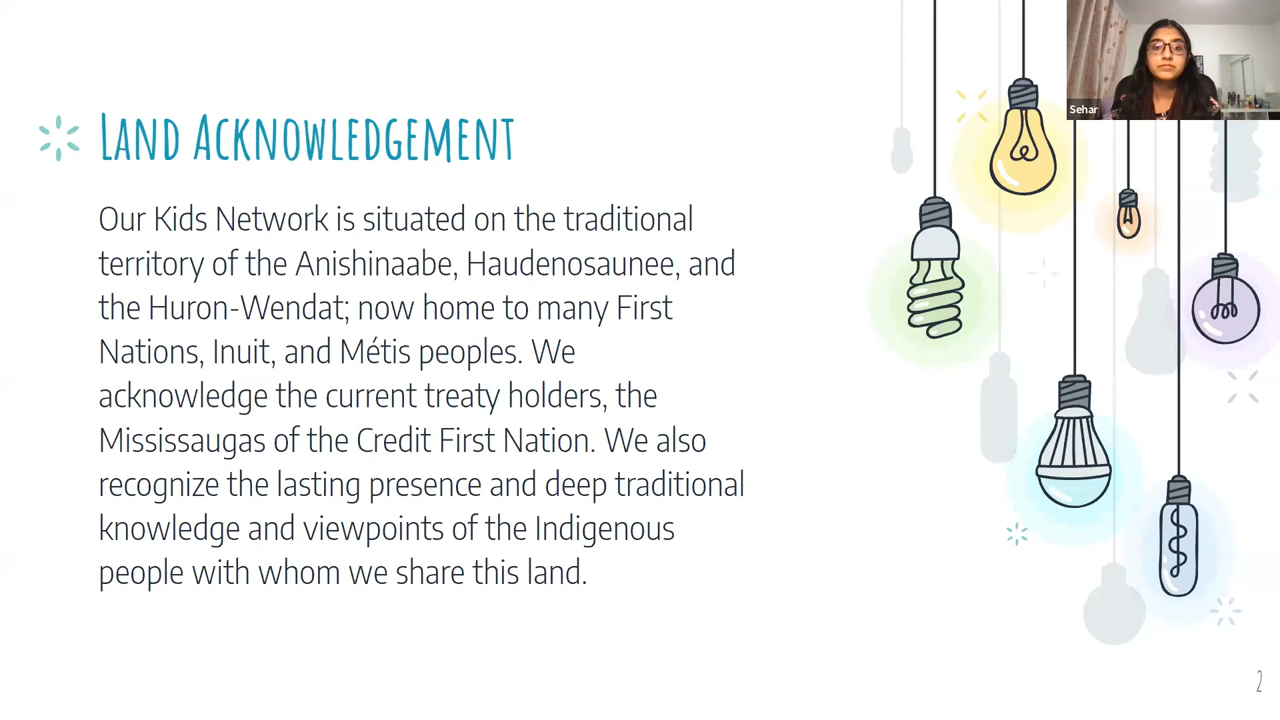 Sehar
Land Acknowledgement
Our Kids Network is situated on the traditional
territory of the Anishinaabe, Haudenosaunee, and
the Huron-Wendat; now home to many First
Nations, Inuit, and Métis peoples. We
acknowledge the current treaty holders, the
Mississaugas of the Credit First Nation. We also
recognize the lasting presence and deep traditional
knowledge and viewpoints of the Indigenous
people with whom we share this land.
2